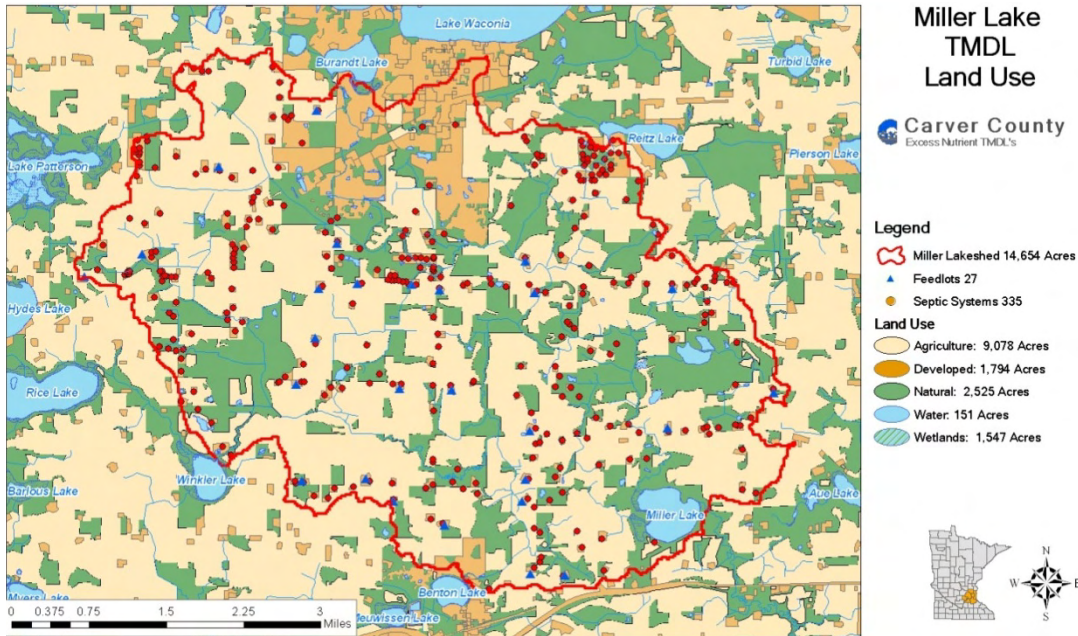 Miller Lake
TMDL
Land Use
Carver County
Excess Nutrient TMDL's
Legend
Miller Lakeshed 14,654 Acres
Feedlots 27
Septic Systems 335
Land Use
Agriculture: 9,078 Acres
Developed: 1,794 Acres
Natural: 2,525 Acres
Water: 151 Acres
Wetlands: 1,547 Acres
N
W E
S
Lake Waconia
Burandt Lake
Turbid Lake
Reitz Lake
Pierson Lake
Lake Patterson
Hydes Lake
Rice Lake
Winkler Lake
Barlous Lake
Aue Lake
Miller Lake
Benton Lake
Myers Lake
Meuwissen Lake
0 0.375 0.75 1.5 2.25 3
Miles